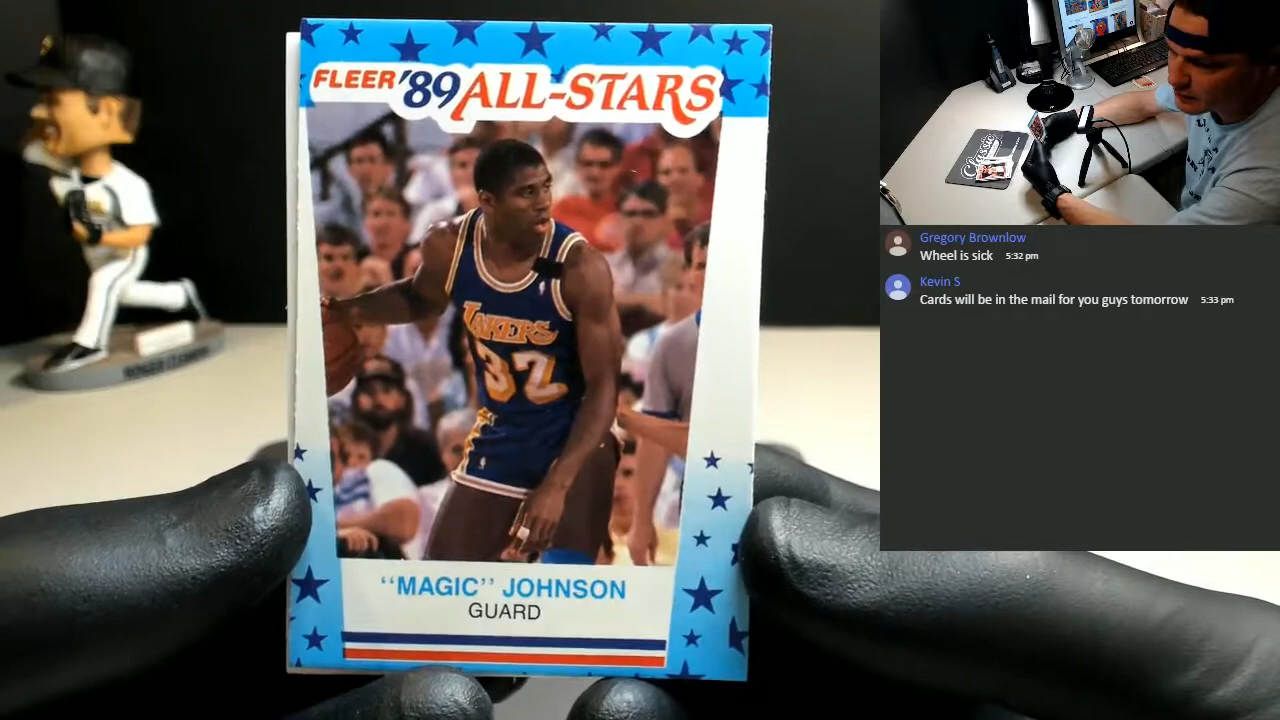 FLEER '89 ALL-STARS
LAKERS
32
"MAGIC" JOHNSON
GUARD
Classic
Gregory Brownlow
Wheel is sick 5:32 pm
Kevin S
Cards will be in the mail for you guys tomorrow 5:33 pm